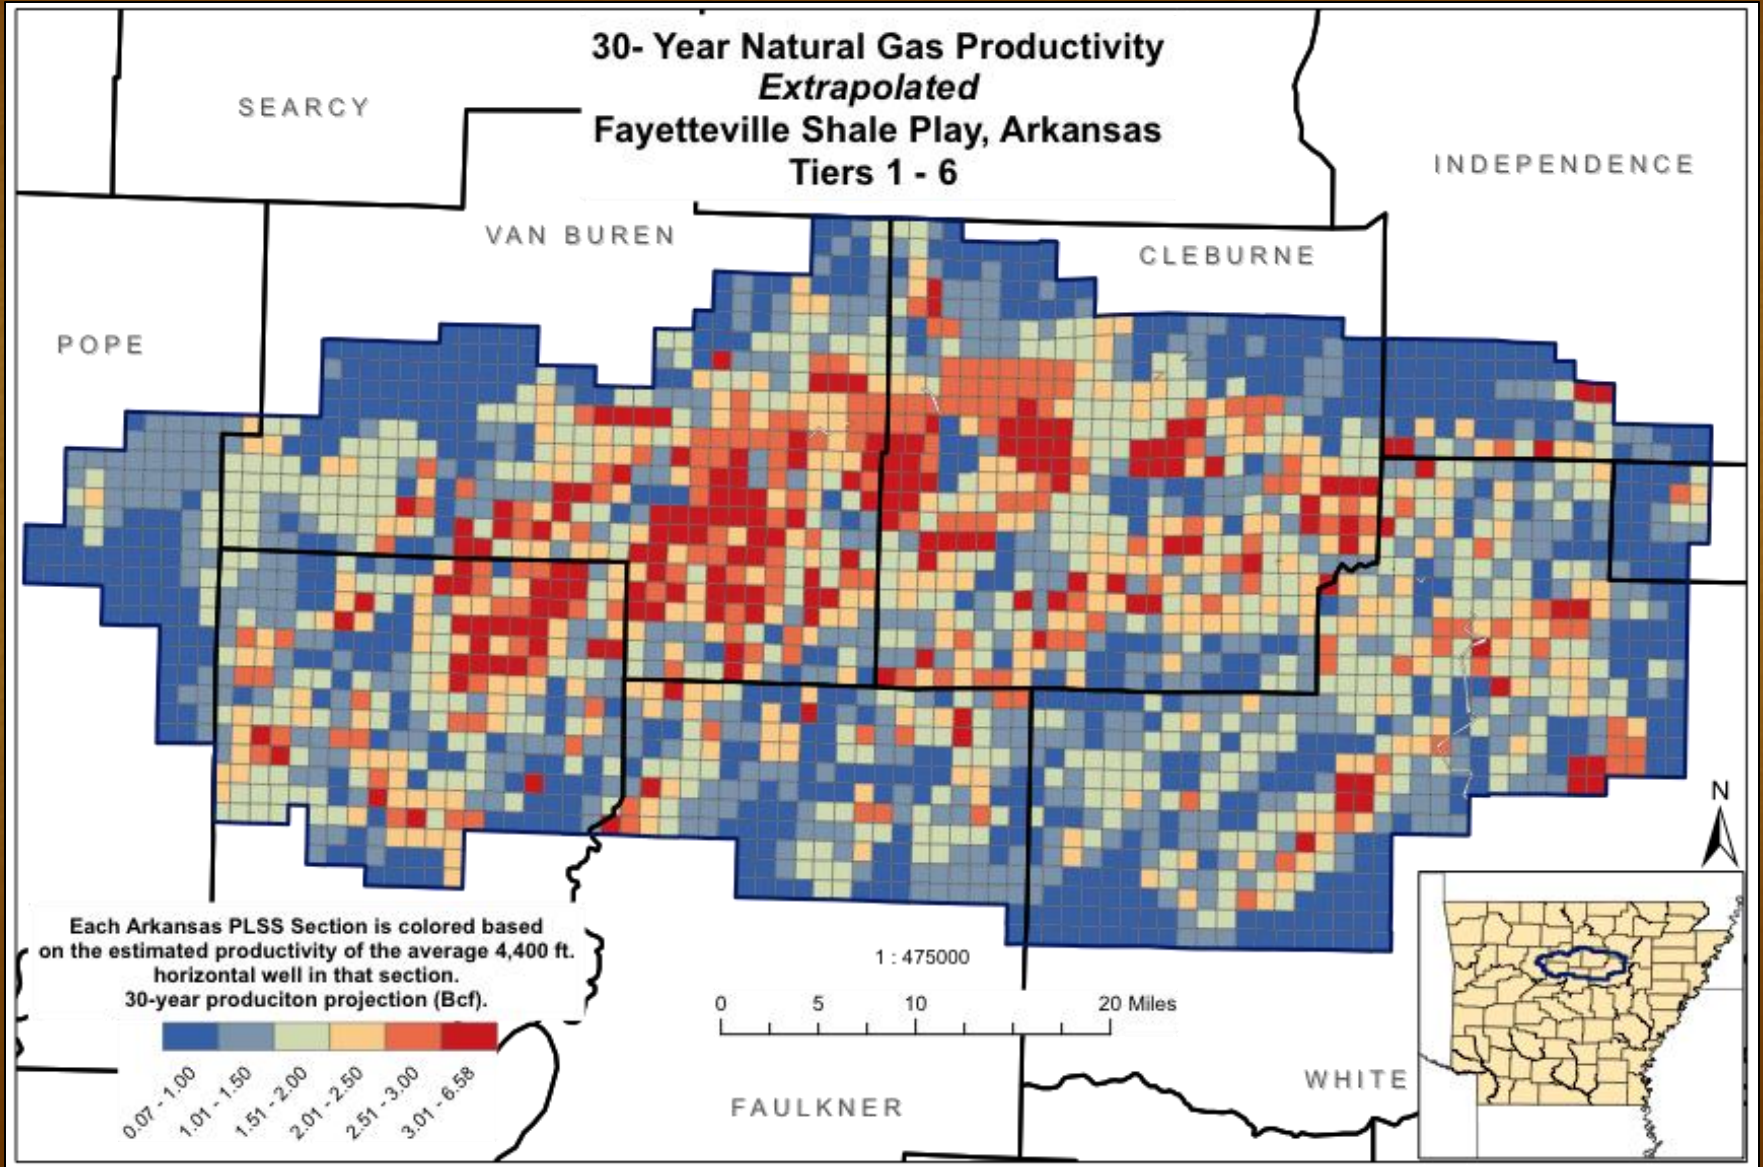 30- Year Natural Gas Productivity
Extrapolated
Fayetteville Shale Play, Arkansas
Tiers 1 - 6
SEARCY
INDEPENDENCE
VAN BUREN
CLEBURNE
POPE
N
Each Arkansas PLSS Section is colored based
on the estimated productivity of the average 4,400 ft.
horizontal well in that section.
30-year produciton projection (Bcf).
0.07 - 1.00
1.01 - 1.50
1.51 - 2.00
2.01 - 2.50
2.51 - 3.00
3.01 - 6.58
1 : 475000
0 5 10 20 Miles
WHITE
FAULKNER